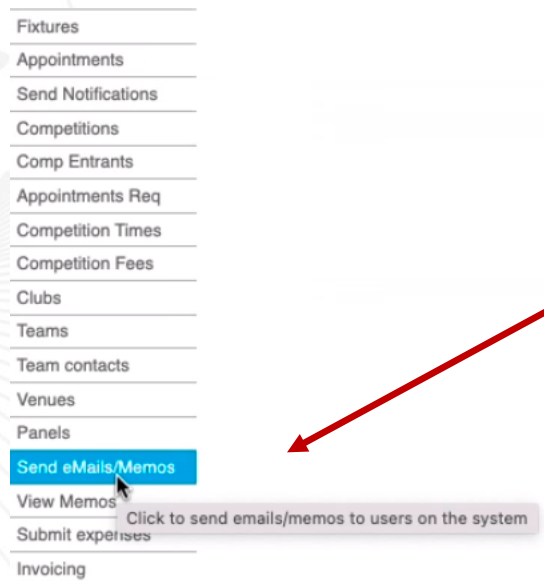 Fixtures
Appointments
Send Notifications
Competitions
Comp Entrants
Appointments Req
Competition Times
Competition Fees
Clubs
Teams
Team contacts
Venues
Panels
Send eMails/Memos
View Memos
Click to send emails/memos to users on the system
Submit expenses
Invoicing